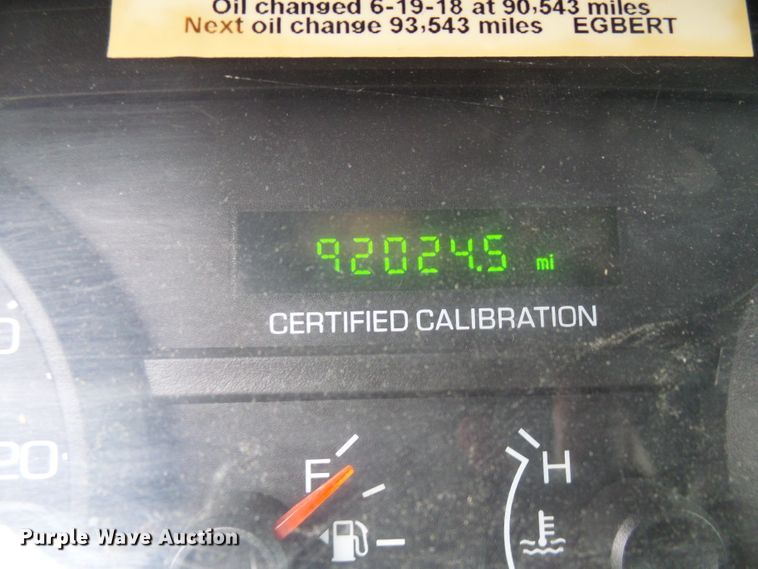 Oil changed 6-19-18 at 90,543 miles
Next oil change 93,543 miles EGBERT
92024.5 mi
CERTIFIED CALIBRATION
20
F
H
Purple Wave Auction